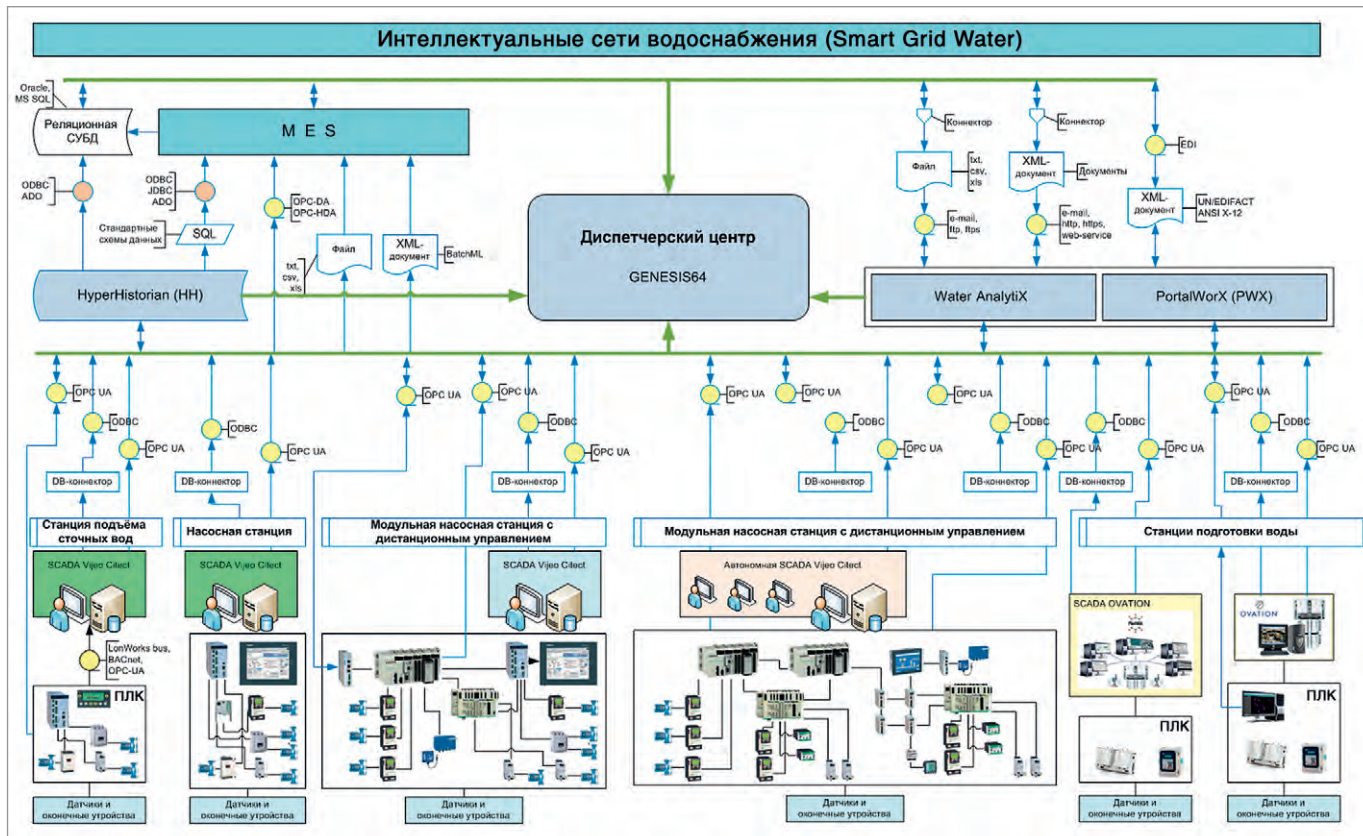 Интеллектуальные сети водоснабжения (Smart Grid Water)
Oracle,
MS SQL
Реляционная
СУБД
M E S
Коннектор
Коннектор
EDI
Файл
txt,
csv,
xls
XML-
документ
Документы
XML-
документ
UN/EDIFACT
ANSI X-12
ODBC
ADO
ODBC
JDBC
ADO
OPC-DA
OPC-HDA
Стандартные
схемы данных
SQL
Файл
txt,
csv,
xls
XML-
документ
BatchML
Диспетчерский центр
GENESIS64
e-mail,
ftp, ftps
e-mail,
http, https,
web-service
HyperHistorian (HH)
Water AnalytiX
PortalWorX (PWX)
OPC UA
OPC UA
OPC UA
OPC UA
OPC UA
OPC UA
OPC UA
ODBC
ODBC
ODBC
ODBC
ODBC
ODBC
ODBC
OPC UA
OPC UA
OPC UA
OPC UA
OPC UA
OPC UA
OPC UA
DB-коннектор
DB-коннектор
DB-коннектор
DB-коннектор
DB-коннектор
DB-коннектор
DB-коннектор
Станция подъёма
сточных вод
Насосная станция
Модульная насосная станция с
дистанционным управлением
Модульная насосная станция с дистанционным управлением
Станции подготовки воды
SCADA Vijeo Citect
SCADA Vijeo Citect
SCADA Vijeo Citect
Автономная SCADA Vijeo Citect
SCADA OVATION
OVATION
LonWorks bus,
BACnet,
OPC-UA
ПЛК
ПЛК
ПЛК
Датчики и
оконечные утройства
Датчики и
оконечные утройства
Датчики и
оконечные утройства
Датчики и
оконечные утройства
Датчики и
оконечные утройства
Датчики и
оконечные утройства